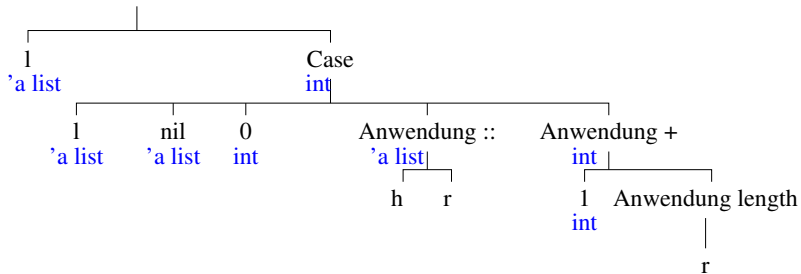 l Case
'a list int
l nil 0 Anwendung :: Anwendung +
'a list 'a list int 'a list int
h r 1 Anwendung length
int
r